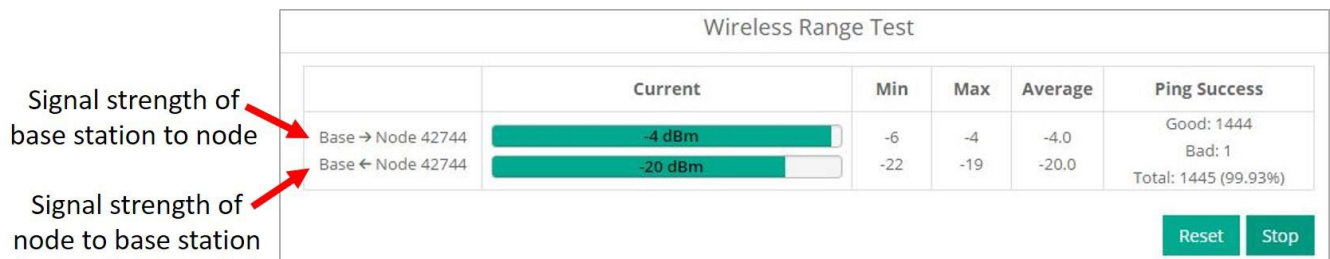 Wireless Range Test
Current Min Max Average Ping Success
Signal strength of
base station to node
Base → Node 42744 -4 dBm -6 -4 -4.0 Good: 1444
Bad: 1
Base ← Node 42744 -20 dBm -22 -19 -20.0 Total: 1445 (99.93%)
Signal strength of
node to base station
Reset Stop